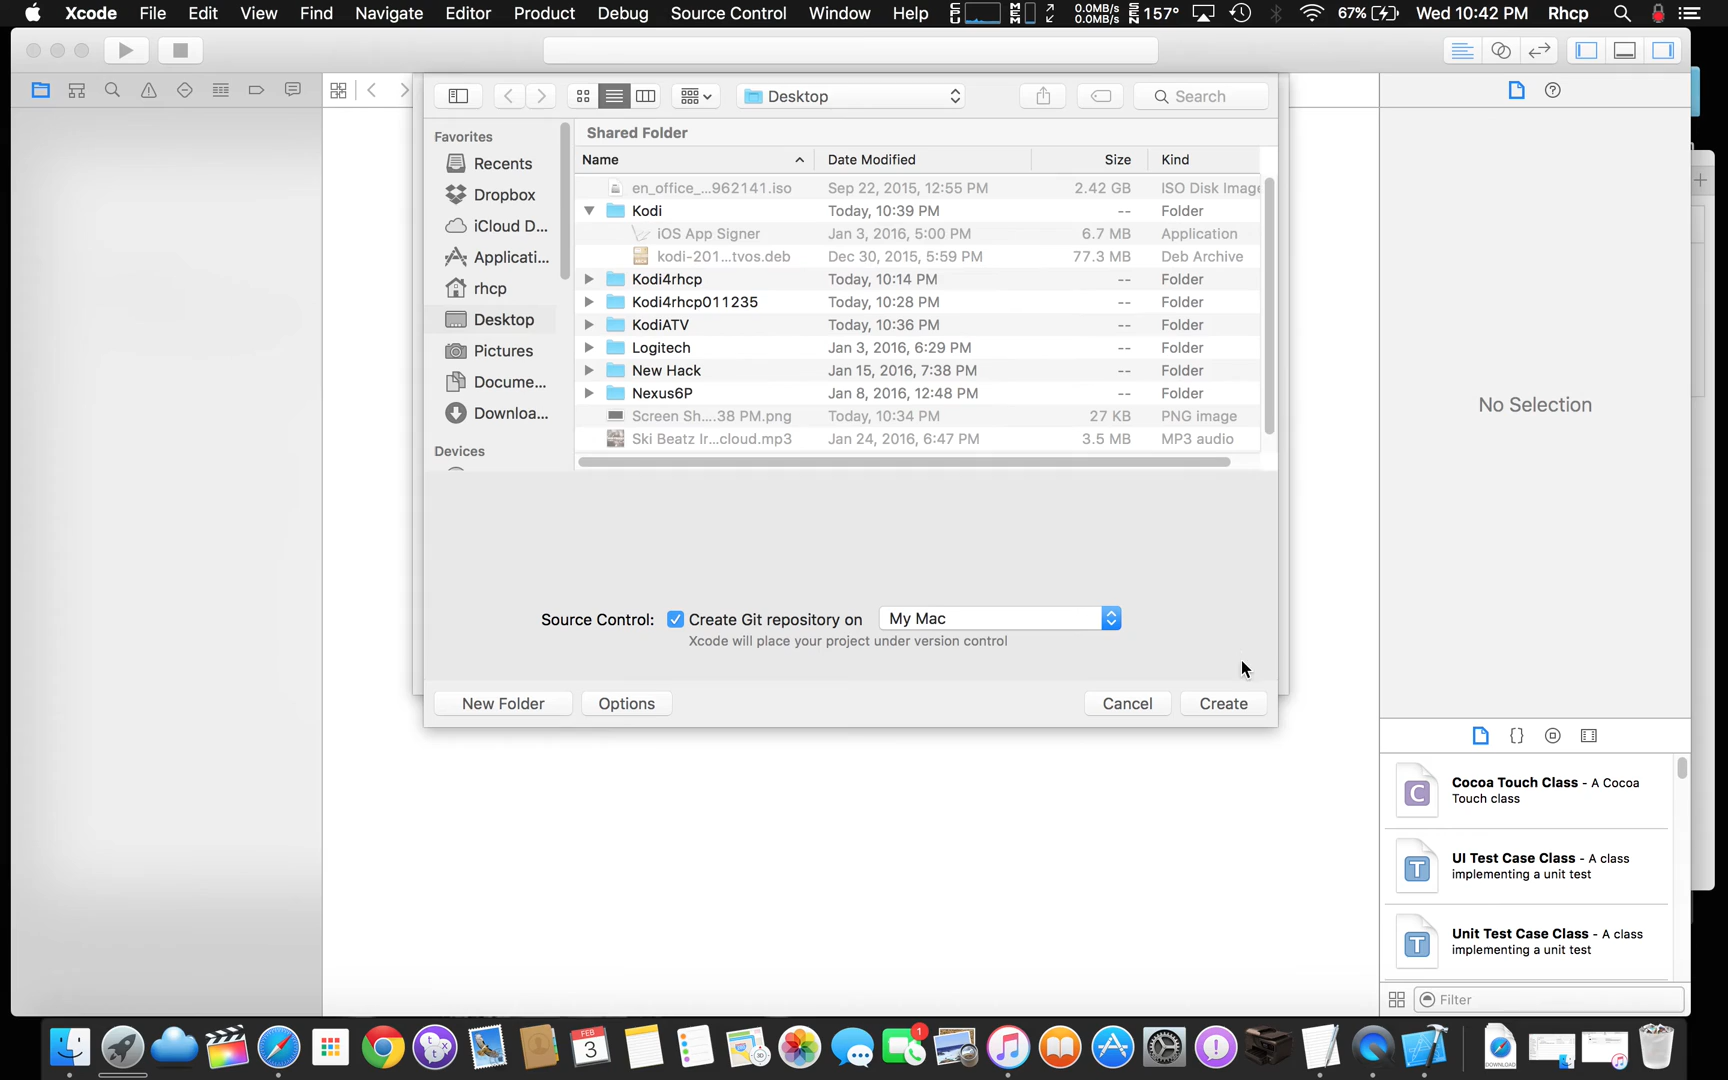 Xcode File Edit View Find Navigate Editor Product Debug Source Control Window Help 0.0MB/s 0.0MB/s 157° 67% Wed 10:42 PM Rhcp
Desktop
Search
Favorites
Recents
Dropbox
iCloud D...
Applicati...
rhcp
Desktop
Pictures
Docume...
Downloa...
Devices
Shared Folder
Name Date Modified Size Kind
en_office_...962141.iso Sep 22, 2015, 12:55 PM 2.42 GB ISO Disk Image
Kodi Today, 10:39 PM -- Folder
iOS App Signer Jan 3, 2016, 5:00 PM 6.7 MB Application
kodi-201...tvos.deb Dec 30, 2015, 5:59 PM 77.3 MB Deb Archive
Kodi4rhcp Today, 10:14 PM -- Folder
Kodi4rhcp011235 Today, 10:28 PM -- Folder
KodiATV Today, 10:36 PM -- Folder
Logitech Jan 3, 2016, 6:29 PM -- Folder
New Hack Jan 15, 2016, 7:38 PM -- Folder
Nexus6P Jan 8, 2016, 12:48 PM -- Folder
Screen Sh....38 PM.png Today, 10:34 PM 27 KB PNG image
Ski Beatz Ir...cloud.mp3 Jan 24, 2016, 6:47 PM 3.5 MB MP3 audio
Source Control: Create Git repository on My Mac
Xcode will place your project under version control
New Folder Options Cancel Create
No Selection
Cocoa Touch Class - A Cocoa
Touch class
UI Test Case Class - A class
implementing a unit test
Unit Test Case Class - A class
implementing a unit test
Filter
FEB
3
1